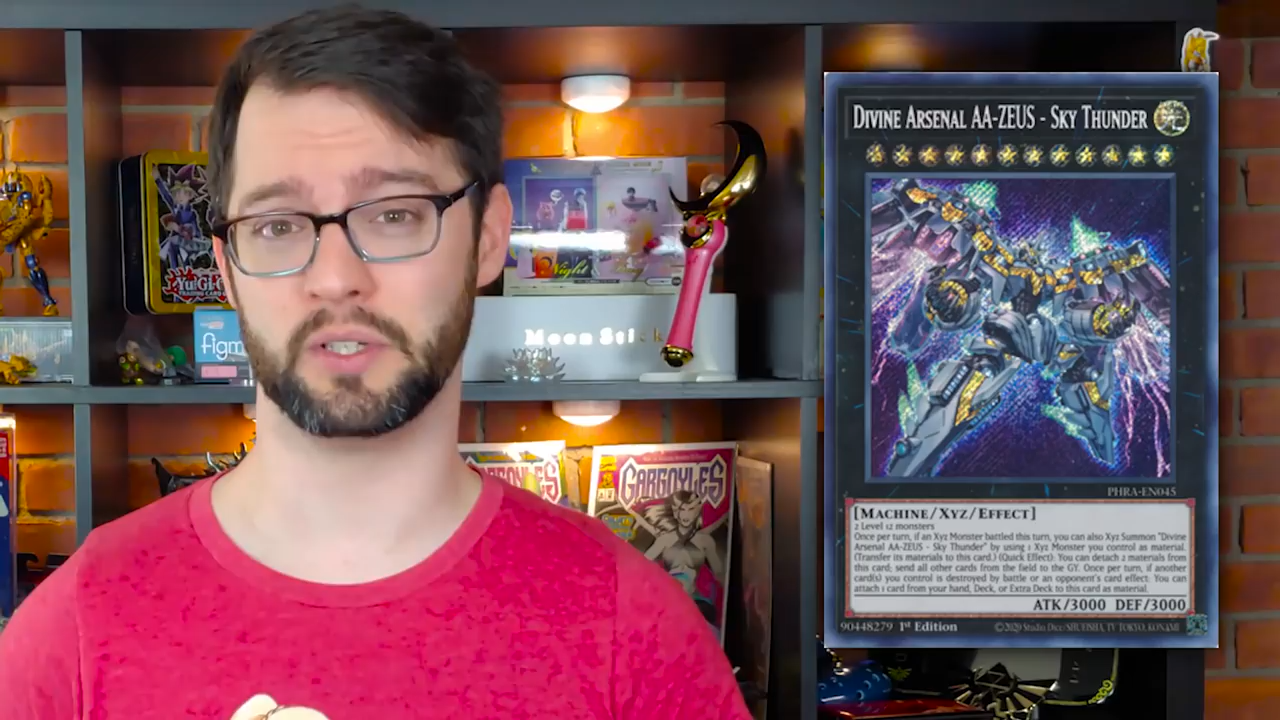 DIVINE ARSENAL AA-ZEUS - SKY THUNDER
PHRA-EN045
[MACHINE/XYZ/EFFECT]
2 Level 12 monsters
Once per turn, if an Xyz Monster battled this turn, you can also Xyz Summon "Divine
Arsenal AA-ZEUS - Sky Thunder" by using 1 Xyz Monster you control as material.
(Transfer its materials to this card.) (Quick Effect): You can detach 2 materials from
this card; send all other cards from the field to the GY. Once per turn, if another
card(s) you control is destroyed by battle or an opponent's card effect: You can
attach 1 card from your hand, Deck, or Extra Deck to this card as material.
ATK/3000 DEF/3000
90448279 1st Edition
©2020 Studio Dice/SHUEISHA, TV TOKYO, KONAMI
Yu-Gi-O
TRADING CARD
figm
Night
Moon Stick
GARGOYLES
GARGOYLES